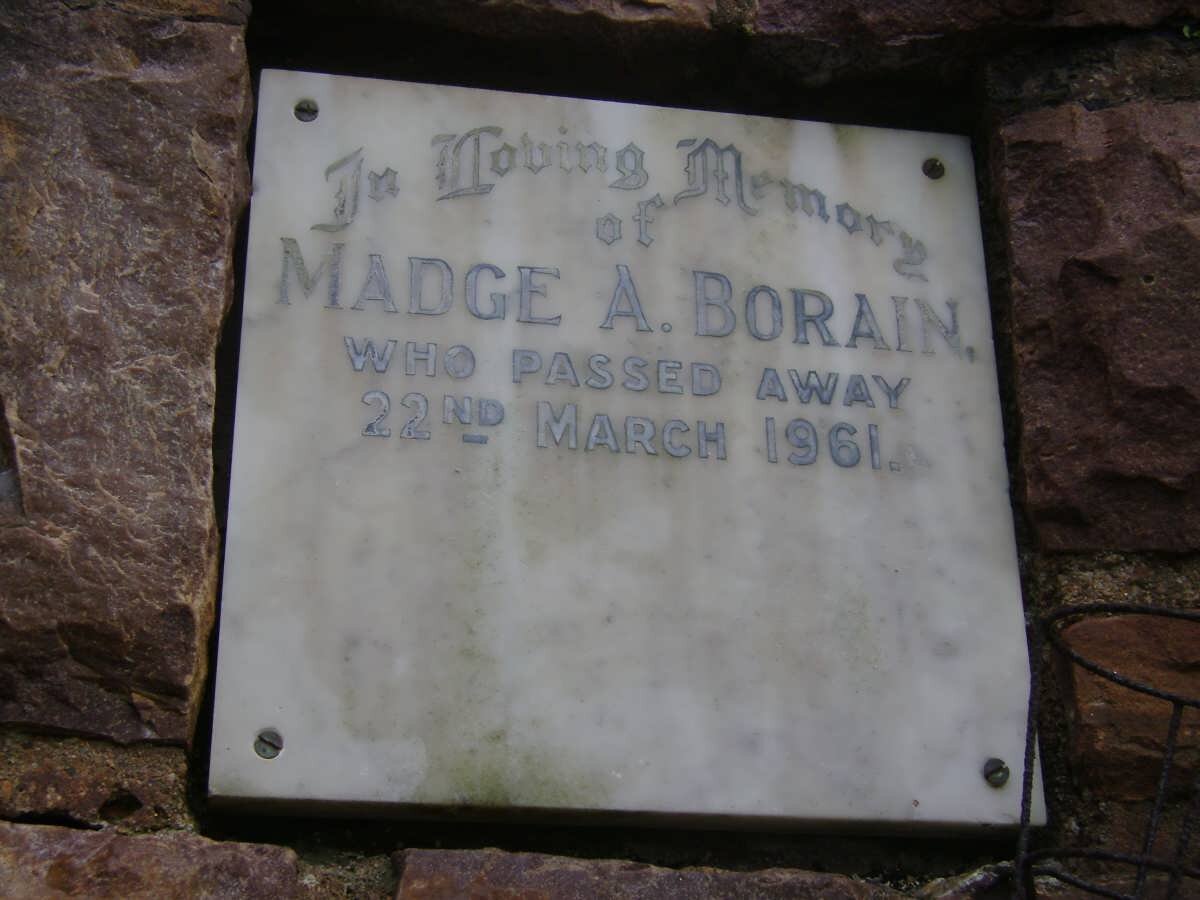 In Loving Memory
of
MADGE A. BORAIN,
WHO PASSED AWAY
22ND MARCH 1961.